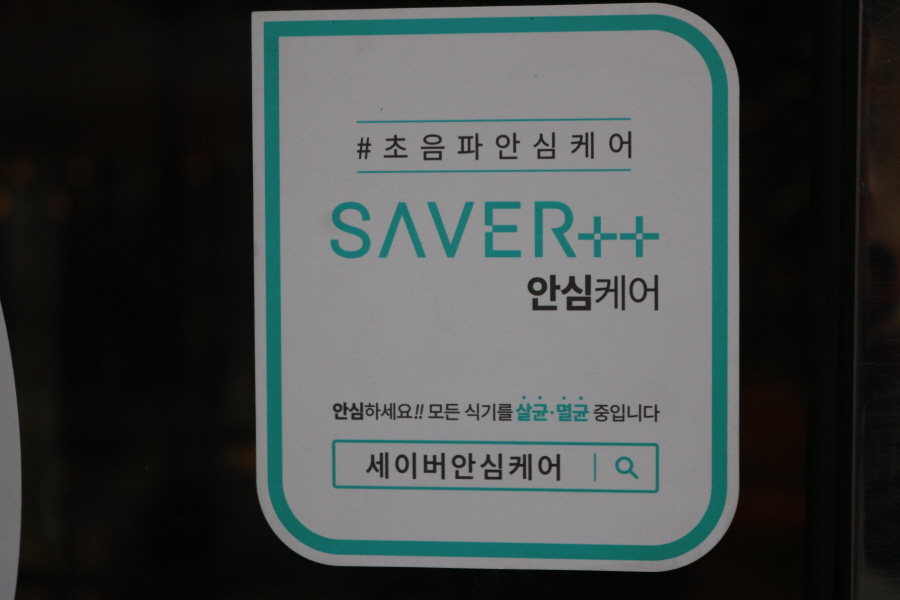 #초음파안심케어
SAVER++
안심케어
안심하세요!! 모든 식기를 살균·멸균 중입니다
세이버안심케어